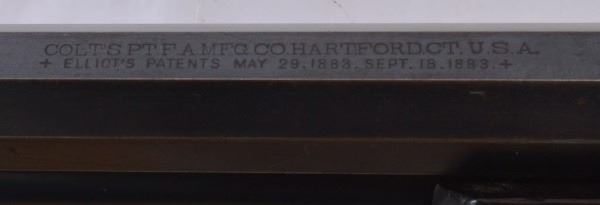 COLT'S PT. F. A. MFG. CO. HARTFORD. CT. U.S.A.
+ ELLIOT'S PATENTS MAY 29.1883. SEPT. 18.1883. +